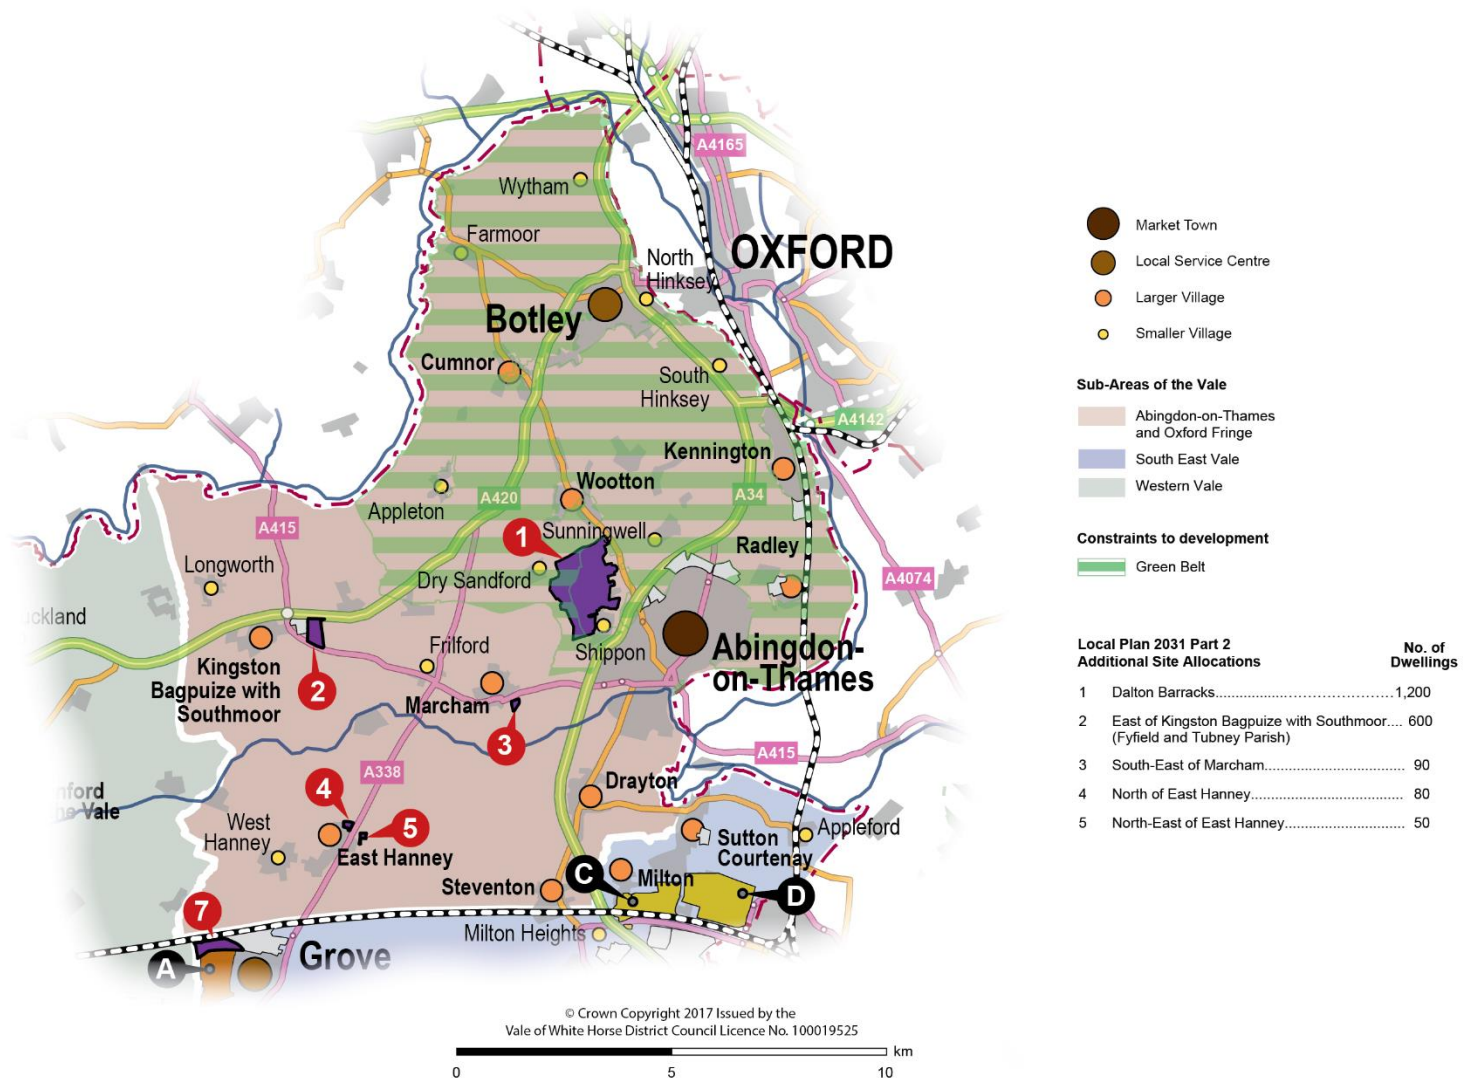 A4165
Wytham
Farmoor
OXFORD
North
Hinksey
Botley
Cumnor
South
Hinksey
A4142
Kennington
Wootton
A420
A34
Appleton
A415
Sunningwell
1
Radley
Longworth
Dry Sandford
A4074
ckland
Frilford
Shippon
Abingdon-
on-Thames
Kingston
Bagpuize with
Southmoor
2
Marcham
3
A415
A338
Drayton
nford
ne Vale
4
5
West
Hanney
East Hanney
Appleford
Sutton
Courtenay
Steventon
C
Milton
D
7
Milton Heights
Grove
A
Market Town
Local Service Centre
Larger Village
Smaller Village
Sub-Areas of the Vale
Abingdon-on-Thames
and Oxford Fringe
South East Vale
Western Vale
Constraints to development
Green Belt
Local Plan 2031 Part 2
Additional Site Allocations
No. of
Dwellings
1 Dalton Barracks.......................................1,200
2 East of Kingston Bagpuize with Southmoor.... 600
(Fyfield and Tubney Parish)
3 South-East of Marcham............................... 90
4 North of East Hanney.................................. 80
5 North-East of East Hanney........................... 50
© Crown Copyright 2017 Issued by the
Vale of White Horse District Council Licence No. 100019525
km
0 5 10